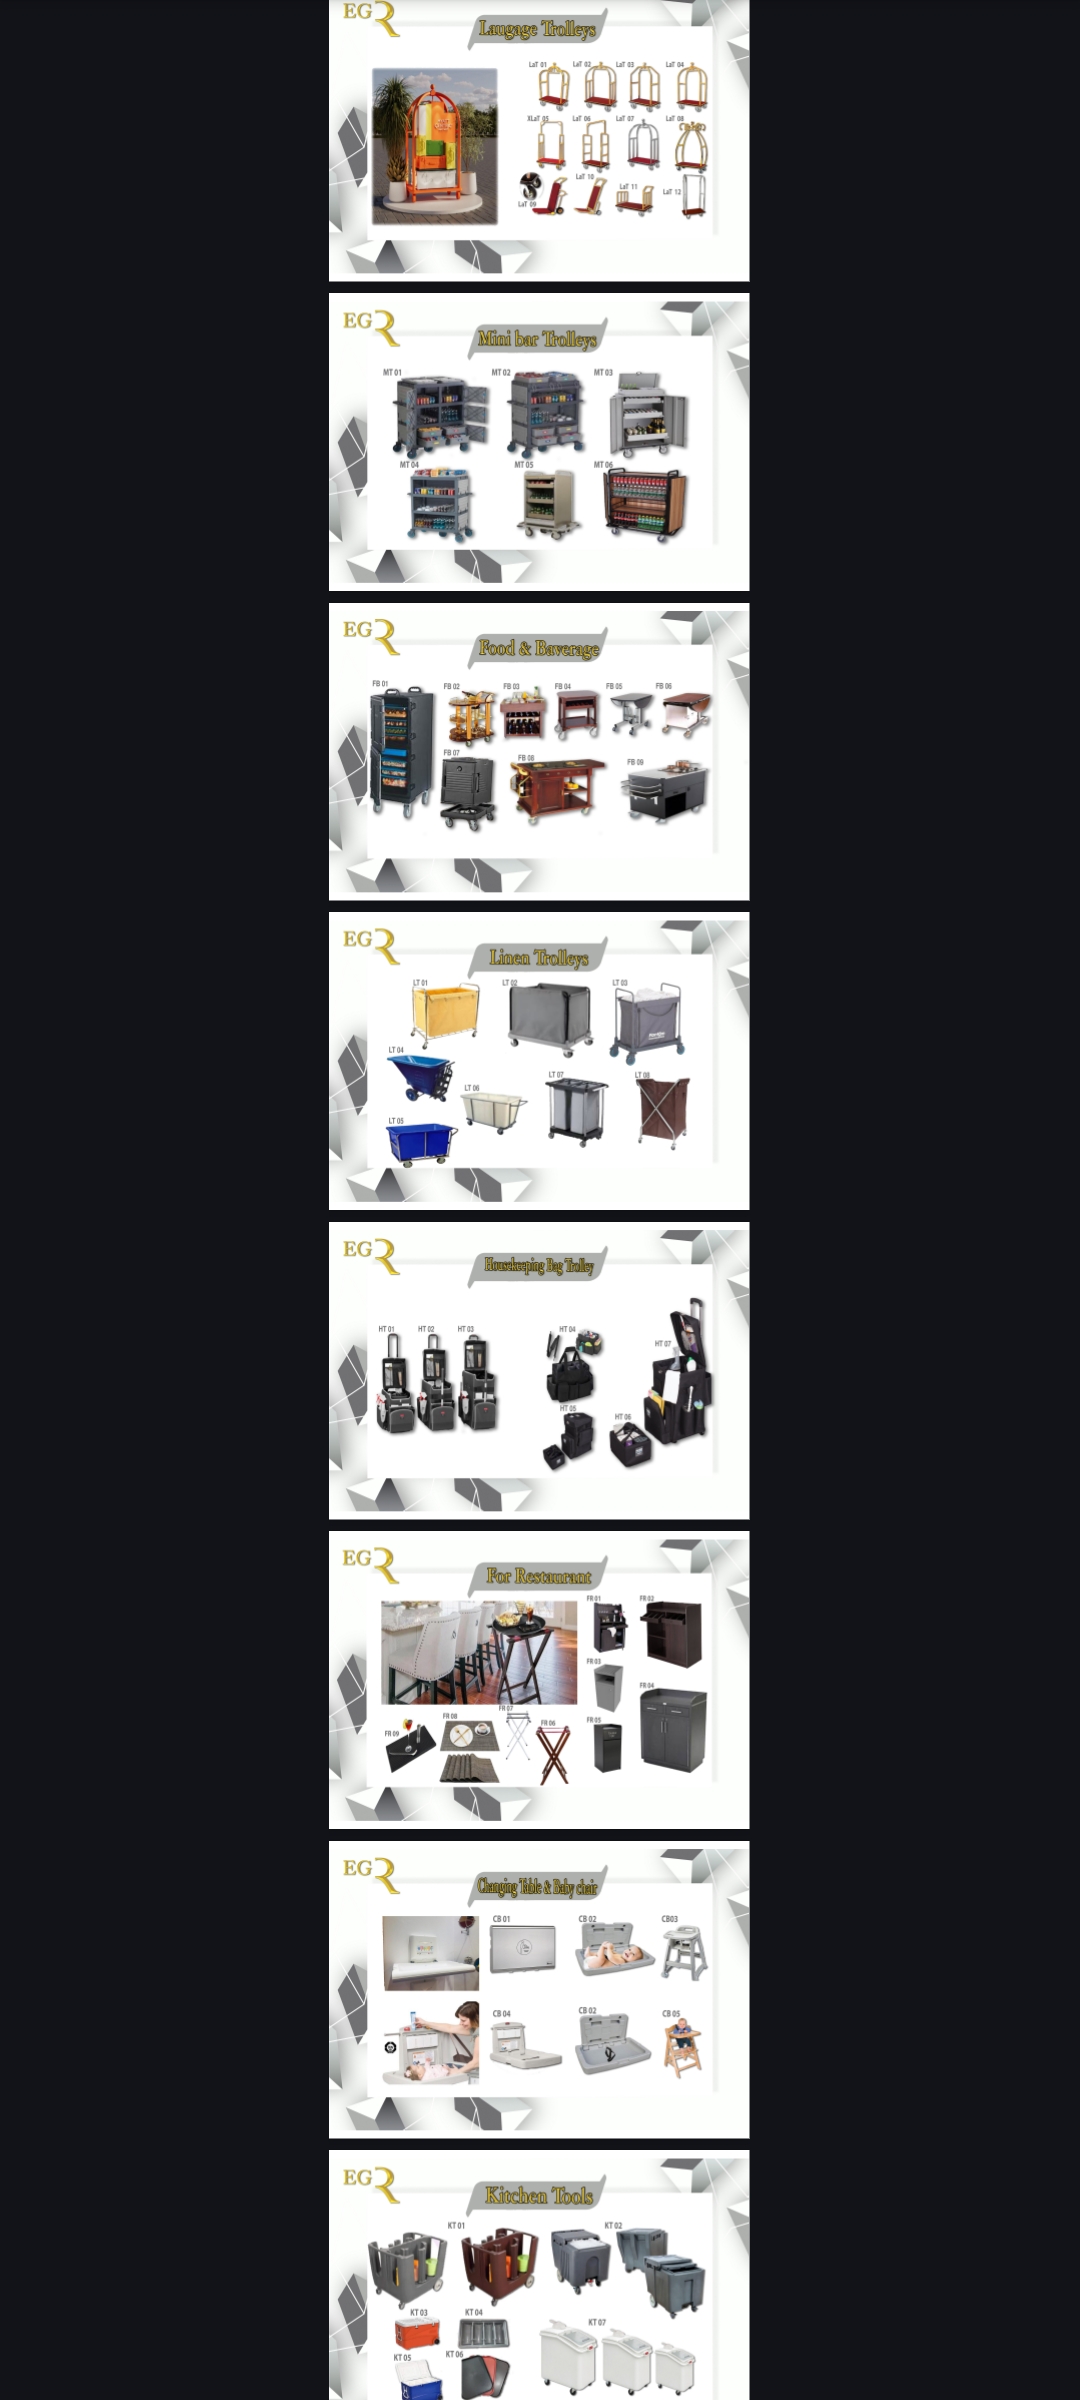 EGR
Laugage Trolleys
LaT 01 LaT 02 LaT 03 LaT 04
XLaT 05 LaT 06 LaT 07 LaT 08
LaT 09 LaT 10 LaT 11 LaT 12
EGR
Mini bar Trolleys
MT 01 MT 02 MT 03
MT 04 MT 05 MT 06
EGR
Food & Baverage
FB 01 FB 02 FB 03 FB 04 FB 05 FB 06
FB 07 FB 08 FB 09
EGR
Linen Trolleys
LT 01 LT 02 LT 03
LT 04
LT 06 LT 07 LT 08
LT 05
EGR
Housekeeping Bag Trolley
HT 01 HT 02 HT 03 HT 04
HT 07
HT 05 HT 06
EGR
For Restaurant
FR 01 FR 02
FR 03
FR 04
FR 09 FR 08 FR 07 FR 06 FR 05
EGR
Changing Table & Baby chair
CB 01 CB 02 CB03
CB 04 CB 02 CB 05
EGR
Kitchen Tools
KT 01 KT 02
KT 03 KT 04
KT 07
KT 05 KT 06